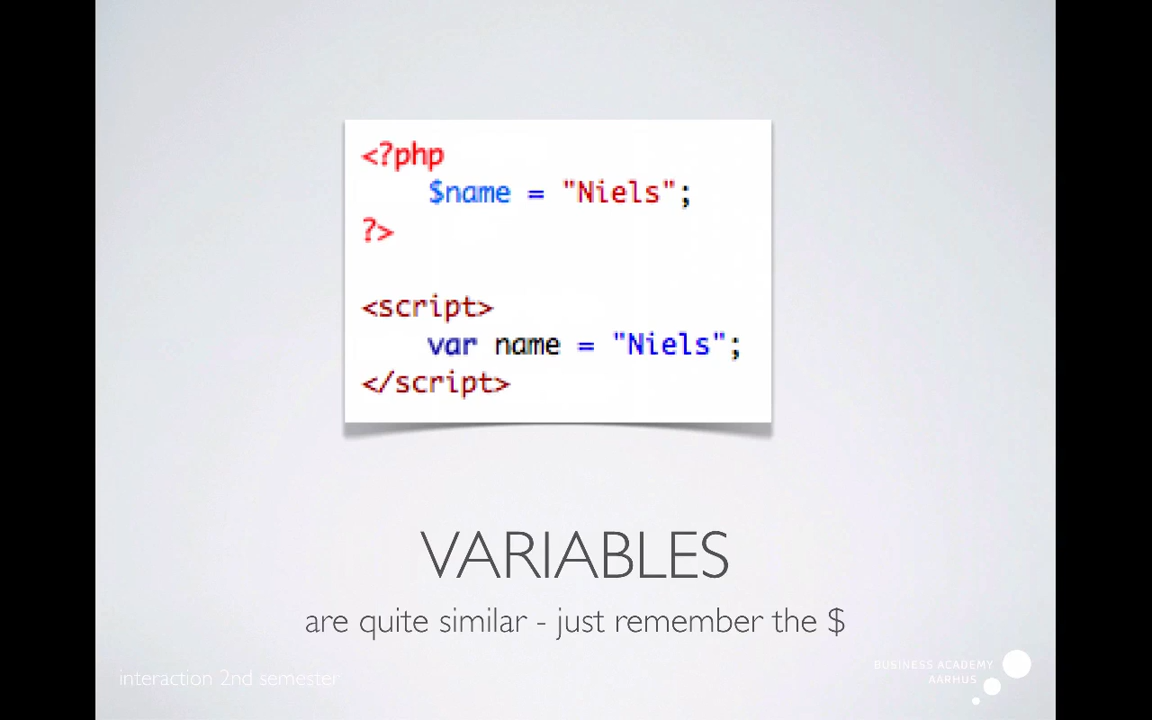 <?php
$name = "Niels";
?>
<script>
var name = "Niels";
</script>
VARIABLES
are quite similar - just remember the $
interaction 2nd semester
BUSINESS ACADEMY
AARHUS